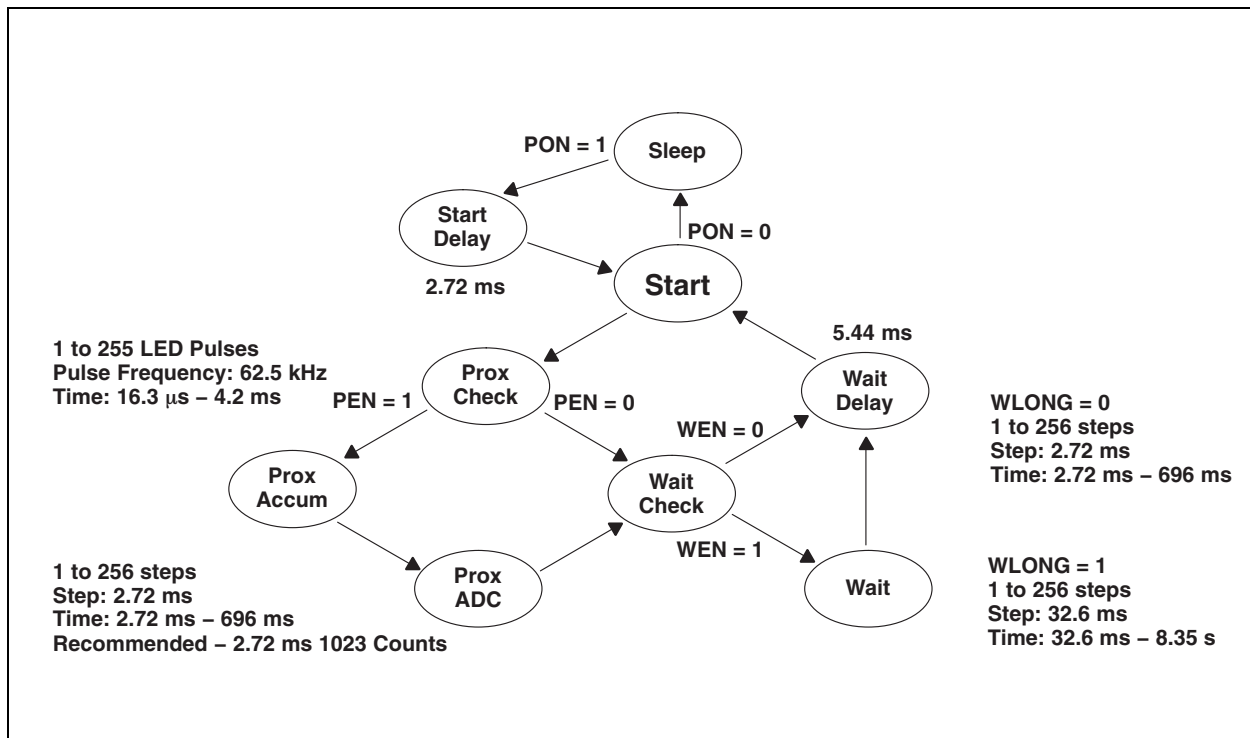 PON = 1
Sleep
Start
Delay
PON = 0
2.72 ms
Start
1 to 255 LED Pulses
Pulse Frequency: 62.5 kHz
Time: 16.3 μs – 4.2 ms
Prox
Check
5.44 ms
Wait
Delay
PEN = 1
PEN = 0
WEN = 0
WLONG = 0
1 to 256 steps
Step: 2.72 ms
Time: 2.72 ms – 696 ms
Prox
Accum
Wait
Check
WEN = 1
1 to 256 steps
Step: 2.72 ms
Time: 2.72 ms – 696 ms
Recommended – 2.72 ms 1023 Counts
Prox
ADC
Wait
WLONG = 1
1 to 256 steps
Step: 32.6 ms
Time: 32.6 ms – 8.35 s